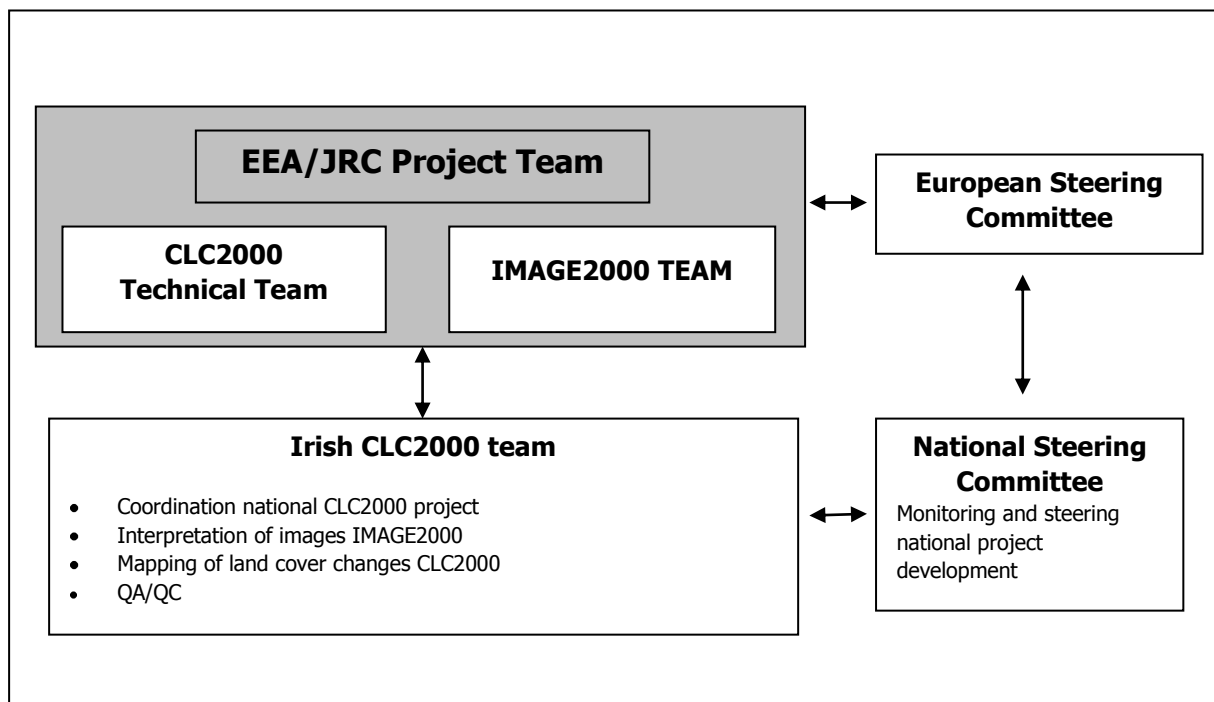 EEA/JRC Project Team
CLC2000
Technical Team
IMAGE2000 TEAM
European Steering
Committee
Irish CLC2000 team
• Coordination national CLC2000 project
• Interpretation of images IMAGE2000
• Mapping of land cover changes CLC2000
• QA/QC
National Steering
Committee
Monitoring and steering
national project
development